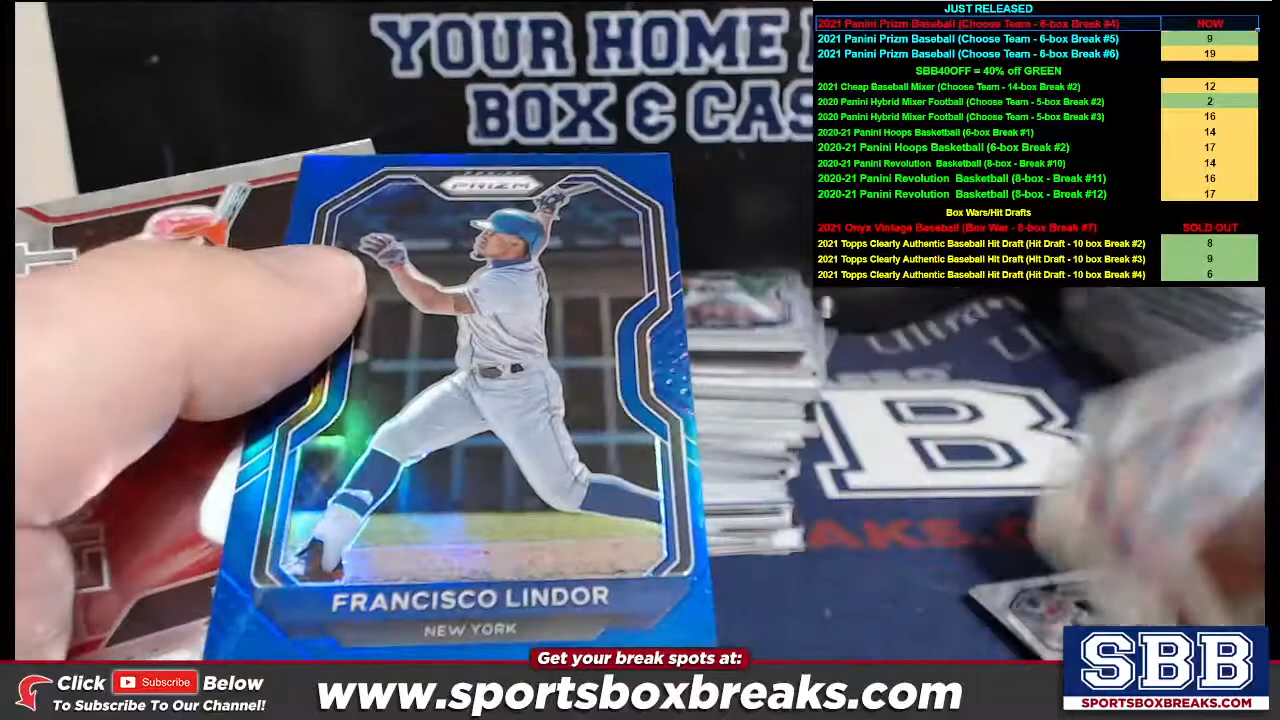 YOUR HOME
BOX & CAS
JUST RELEASED
2021 Panini Prizm Baseball (Choose Team - 6-box Break #4) NOW
2021 Panini Prizm Baseball (Choose Team - 6-box Break #5) 9
2021 Panini Prizm Baseball (Choose Team - 6-box Break #6) 19
SBB40OFF = 40% off GREEN
2021 Cheap Baseball Mixer (Choose Team - 14-box Break #2) 12
2020 Panini Hybrid Mixer Football (Choose Team - 5-box Break #2) 2
2020 Panini Hybrid Mixer Football (Choose Team - 5-box Break #3) 16
2020-21 Panini Hoops Basketball (6-box Break #1) 14
2020-21 Panini Hoops Basketball (6-box Break #2) 17
2020-21 Panini Revolution Basketball (8-box - Break #10) 14
2020-21 Panini Revolution Basketball (8-box - Break #11) 16
2020-21 Panini Revolution Basketball (8-box - Break #12) 17
Box Wars/Hit Drafts
2021 Onyx Vintage Baseball (Box War - 6-box Break #7) SOLD OUT
2021 Topps Clearly Authentic Baseball Hit Draft (Hit Draft - 10 box Break #2) 8
2021 Topps Clearly Authentic Baseball Hit Draft (Hit Draft - 10 box Break #3) 9
2021 Topps Clearly Authentic Baseball Hit Draft (Hit Draft - 10 box Break #4) 6
PRIZM
B
AKS.C
FRANCISCO LINDOR
NEW YORK
Get your break spots at:
Click Subscribe Below
To Subscribe To Our Channel!
www.sportsboxbreaks.com
SBB
SPORTSBOXBREAKS.COM